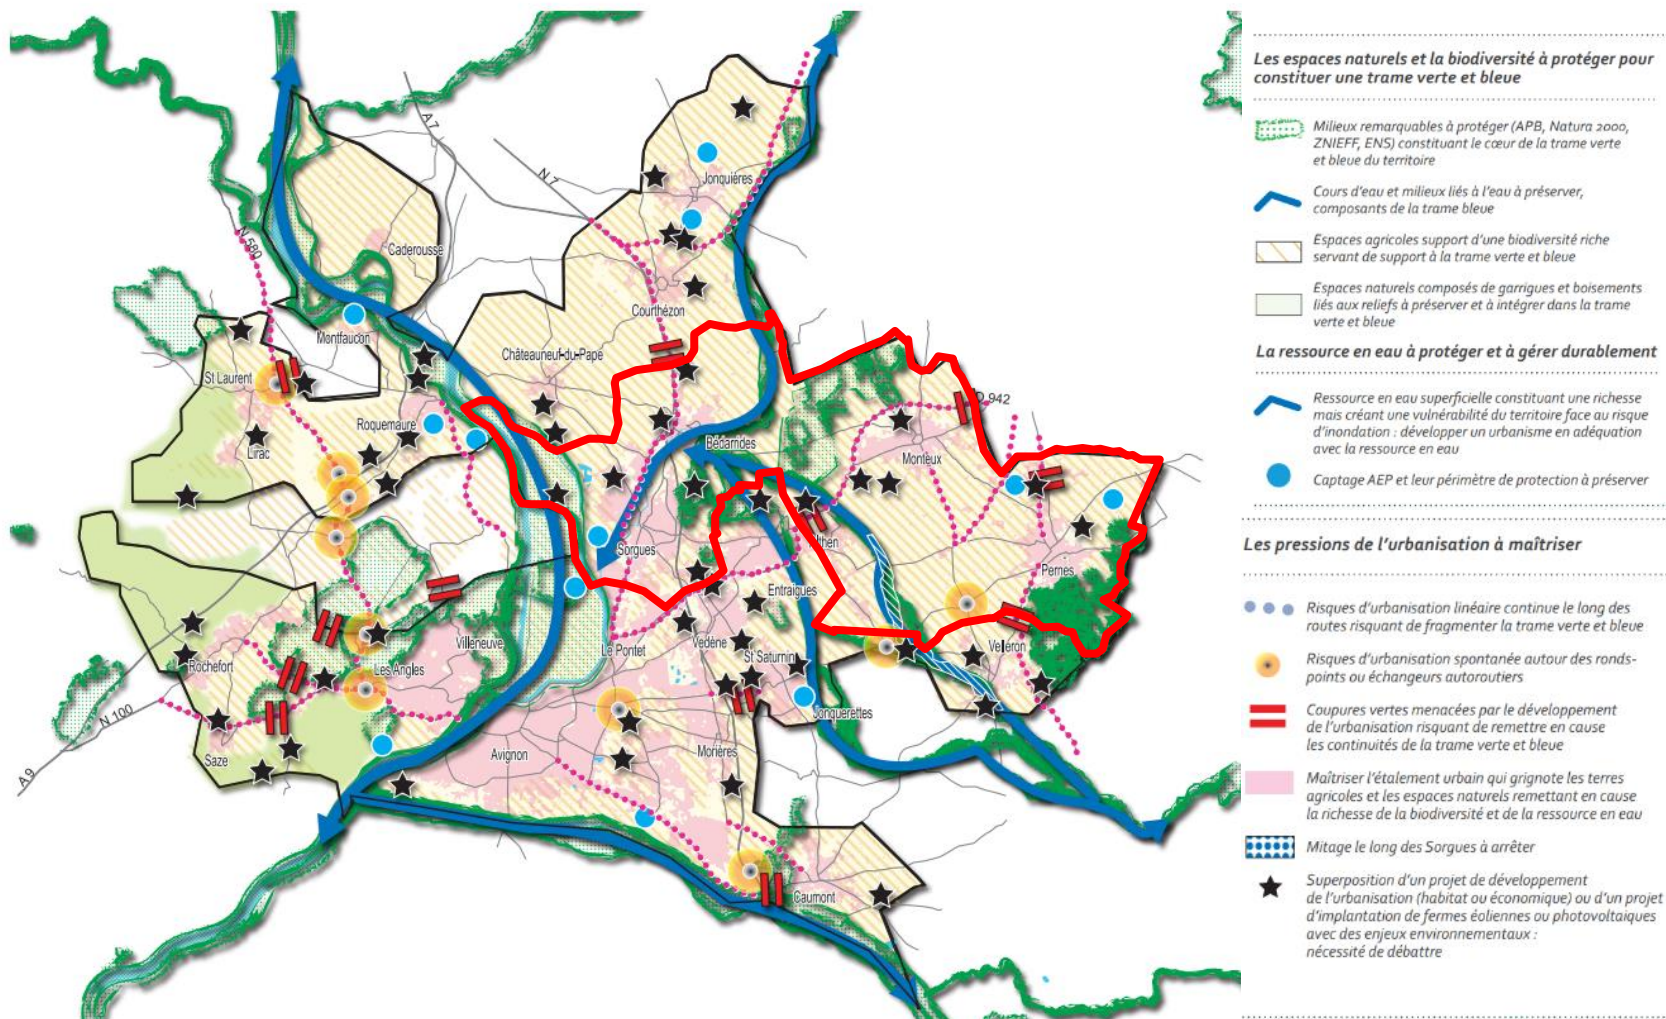 A7
N 7
Jonquières
N 580
Caderousse
Courthézon
Montfaucon
Châteauneuf-du-Pape
St Laurent
D 942
Roquemaure
Lirac
Bédarrides
Monteux
Sorgues
Althen
Pernes
Entraigues
Vedène
Villeneuve
Le Pontet
St Saturnin
Velleron
Rochefort
Les Angles
N 100
Jonquerettes
Saze
Avignon
Morières
A9
Caumont
Les espaces naturels et la biodiversité à protéger pour
constituer une trame verte et bleue
Milieux remarquables à protéger (APB, Natura 2000,
ZNIEFF, ENS) constituant le cœur de la trame verte
et bleue du territoire
Cours d'eau et milieux liés à l'eau à préserver,
composants de la trame bleue
Espaces agricoles support d'une biodiversité riche
servant de support à la trame verte et bleue
Espaces naturels composés de garrigues et boisements
liés aux reliefs à préserver et à intégrer dans la trame
verte et bleue
La ressource en eau à protéger et à gérer durablement
Ressource en eau superficielle constituant une richesse
mais créant une vulnérabilité du territoire face au risque
d'inondation : développer un urbanisme en adéquation
avec la ressource en eau
Captage AEP et leur périmètre de protection à préserver
Les pressions de l'urbanisation à maîtriser
Risques d'urbanisation linéaire continue le long des
routes risquant de fragmenter la trame verte et bleue
Risques d'urbanisation spontanée autour des ronds-
points ou échangeurs autoroutiers
Coupures vertes menacées par le développement
de l'urbanisation risquant de remettre en cause
les continuités de la trame verte et bleue
Maîtriser l'étalement urbain qui grignote les terres
agricoles et les espaces naturels remettant en cause
la richesse de la biodiversité et de la ressource en eau
Mitage le long des Sorgues à arrêter
Superposition d'un projet de développement
de l'urbanisation (habitat ou économique) ou d'un projet
d'implantation de fermes éoliennes ou photovoltaiques
avec des enjeux environnementaux :
nécessité de débattre